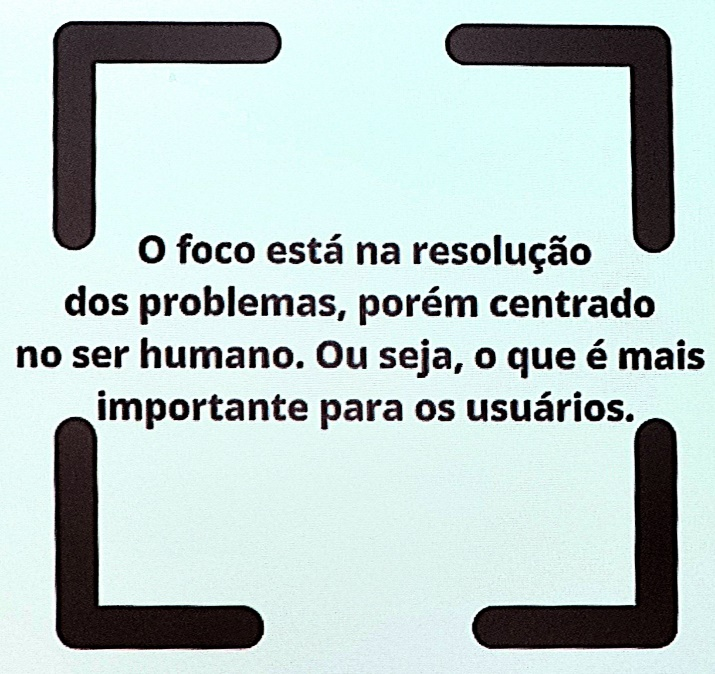 O foco está na resolução
dos problemas, porém centrado
no ser humano. Ou seja, o que é mais
importante para os usuários.